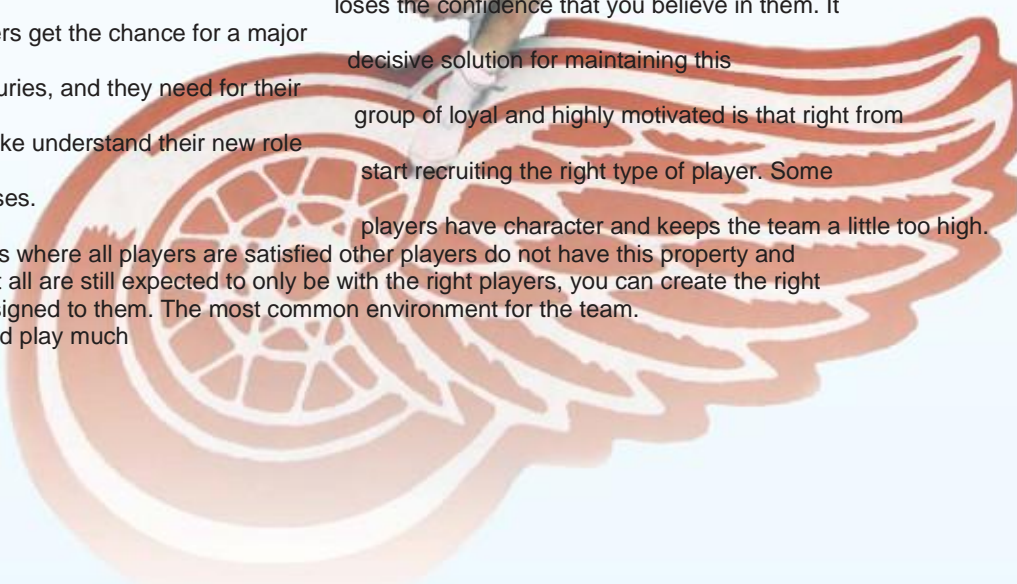 loses the confidence that you believe in them. It
ers get the chance for a major
decisive solution for maintaining this
uries, and they need for their
group of loyal and highly motivated is that right from
ke understand their new role
start recruiting the right type of player. Some
ses.
players have character and keeps the team a little too high.
s where all players are satisfied other players do not have this property and
t all are still expected to only be with the right players, you can create the right
signed to them. The most common environment for the team.
d play much